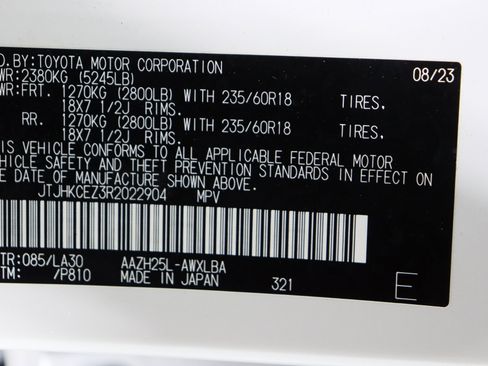 D.BY:TOYOTA MOTOR CORPORATION 08/23
WR:2380KG (5245LB)
WR:FRT. 1270KG (2800LB) WITH 235/60R18 TIRES.
18X7 1/2J RIMS.
RR. 1270KG (2800LB) WITH 235/60R18 TIRES.
18X7 1/2J RIMS.
IS VEHICLE CONFORMS TO ALL APPLICABLE FEDERAL MOTOR
EHICLE SAFETY AND THEFT PREVENTION STANDARDS IN EFFECT ON
E DATE OF MANUFACTURE SHOWN ABOVE.
JTJHKCEZ3R2022904 MPV
TR:085/LA30 AAZH25L-AWXLBA
TM: /P810 MADE IN JAPAN 321 E